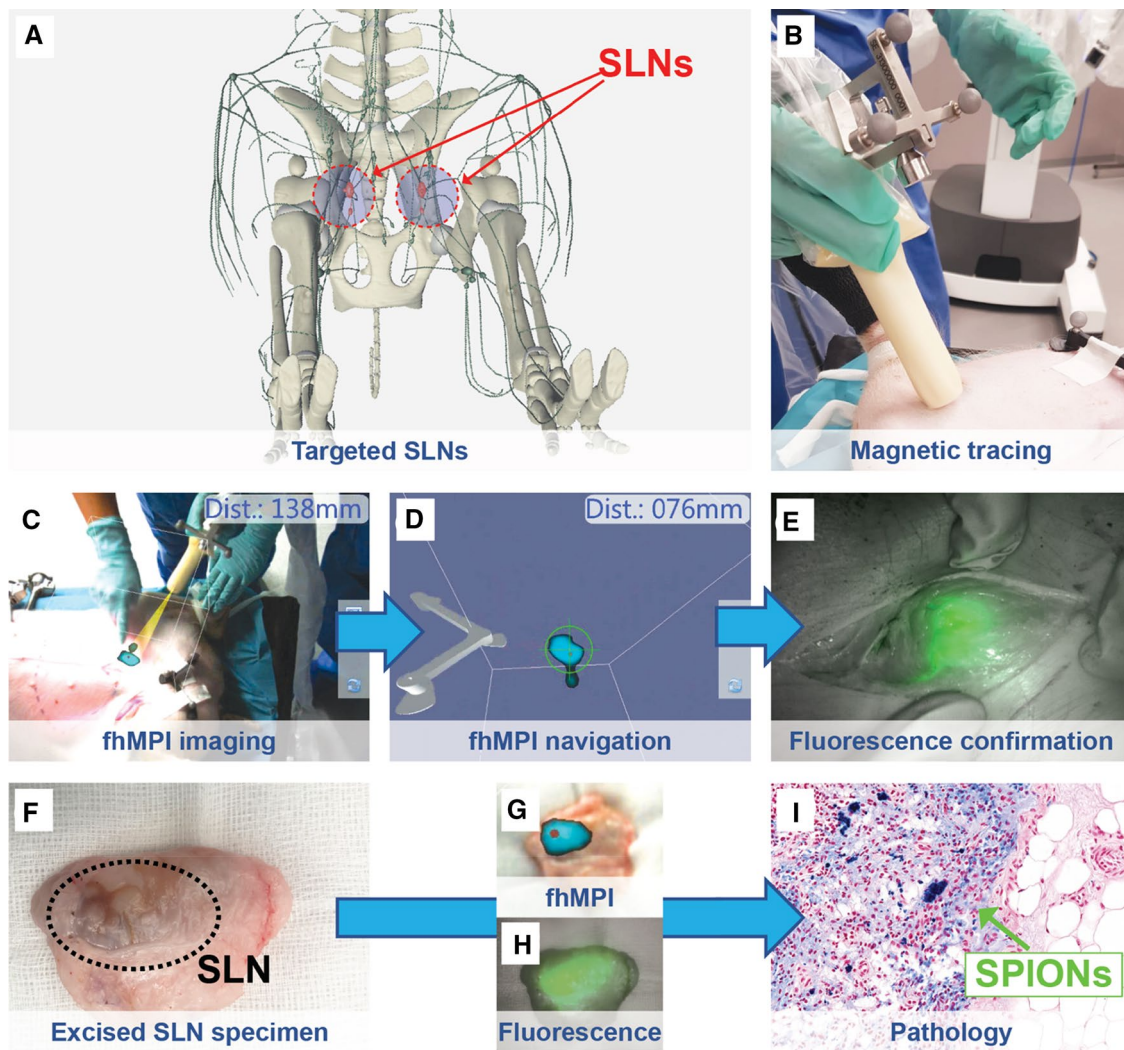 A
SLNs
Targeted SLNs
B
Magnetic tracing
C
Dist.: 138mm
fhMPI imaging
D
Dist.: 076mm
fhMPI navigation
E
Fluorescence confirmation
F
SLN
Excised SLN specimen
G
fhMPI
H
Fluorescence
I
SPIONs
Pathology